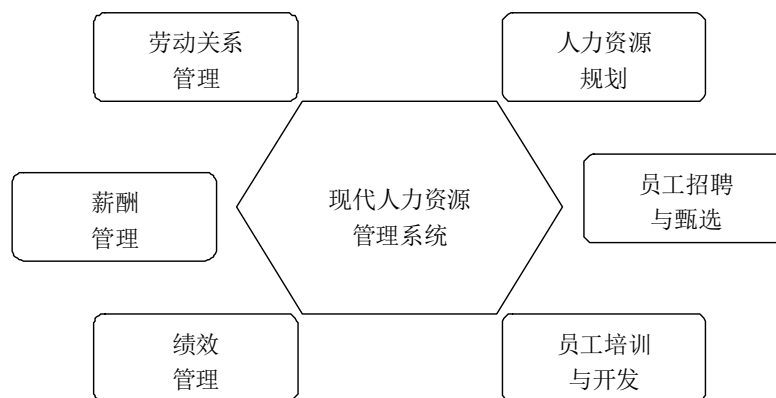 劳动关系
管理
人力资源
规划
薪酬
管理
现代人力资源
管理系统
员工招聘
与甄选
绩效
管理
员工培训
与开发